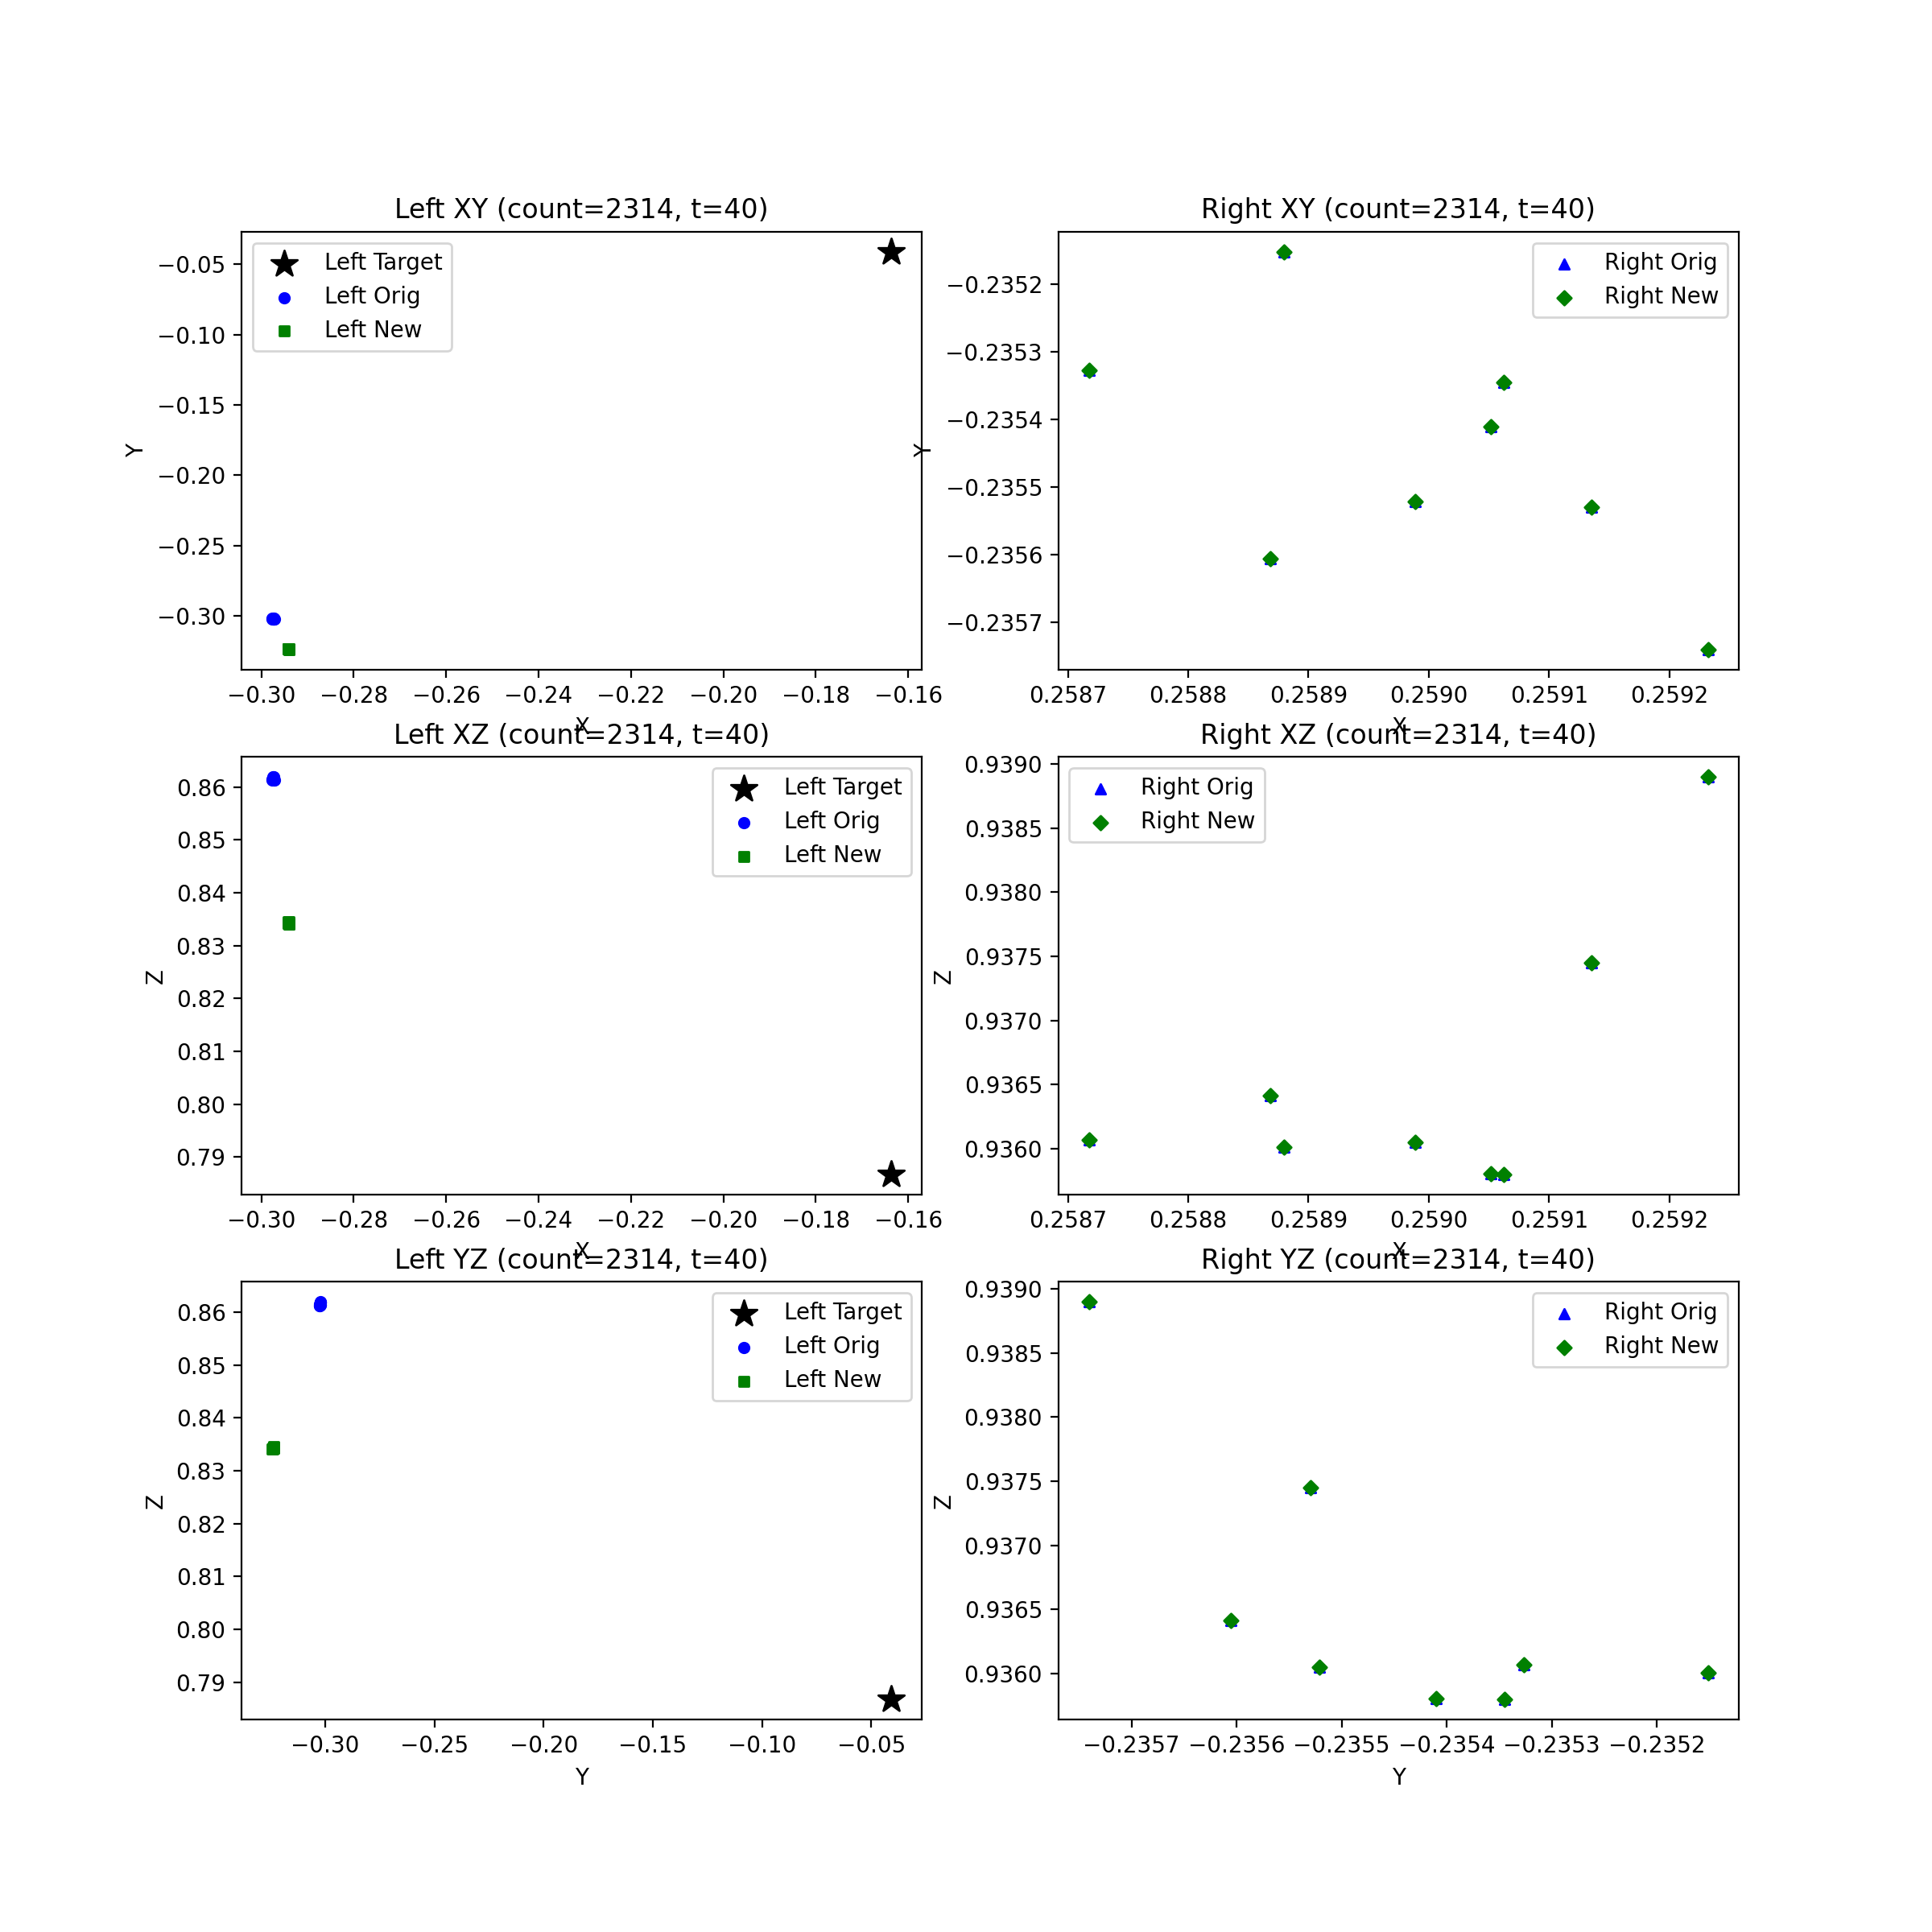 Left XY (count=2314, t=40)
Left Target
Left Orig
Left New
−0.05
−0.10
−0.15
−0.20
−0.25
−0.30
Y
−0.30 −0.28 −0.26 −0.24 −0.22 −0.20 −0.18 −0.16
X
Right XY (count=2314, t=40)
Right Orig
Right New
−0.2352
−0.2353
−0.2354
−0.2355
−0.2356
−0.2357
Y
0.2587 0.2588 0.2589 0.2590 0.2591 0.2592
X
Left XZ (count=2314, t=40)
Left Target
Left Orig
Left New
0.86
0.85
0.84
0.83
0.82
0.81
0.80
0.79
Z
−0.30 −0.28 −0.26 −0.24 −0.22 −0.20 −0.18 −0.16
X
Right XZ (count=2314, t=40)
Right Orig
Right New
0.9390
0.9385
0.9380
0.9375
0.9370
0.9365
0.9360
Z
0.2587 0.2588 0.2589 0.2590 0.2591 0.2592
X
Left YZ (count=2314, t=40)
Left Target
Left Orig
Left New
0.86
0.85
0.84
0.83
0.82
0.81
0.80
0.79
Z
−0.30 −0.25 −0.20 −0.15 −0.10 −0.05
Y
Right YZ (count=2314, t=40)
Right Orig
Right New
0.9390
0.9385
0.9380
0.9375
0.9370
0.9365
0.9360
Z
−0.2357 −0.2356 −0.2355 −0.2354 −0.2353 −0.2352
Y